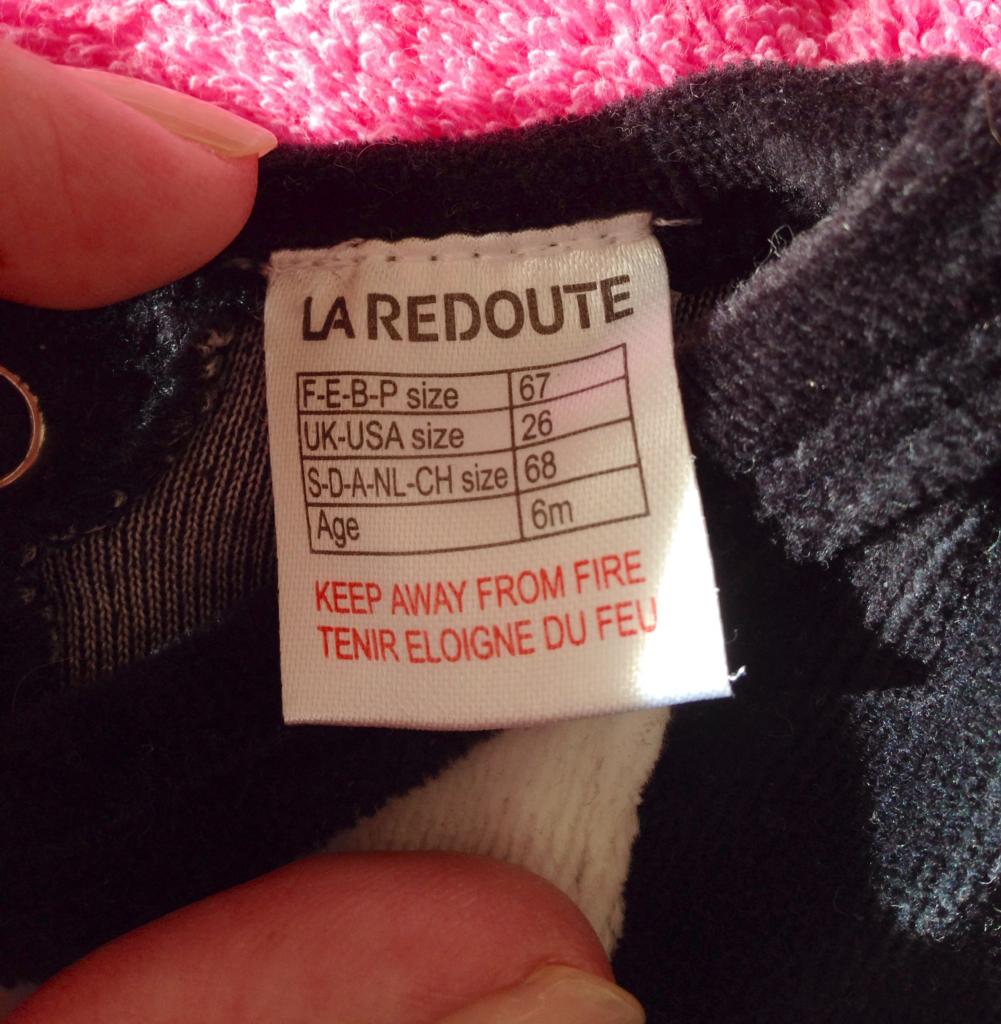 LA REDOUTE
F-E-B-P size 67
UK-USA size 26
S-D-A-NL-CH size 68
Age 6m
KEEP AWAY FROM FIRE
TENIR ELOIGNE DU FEU